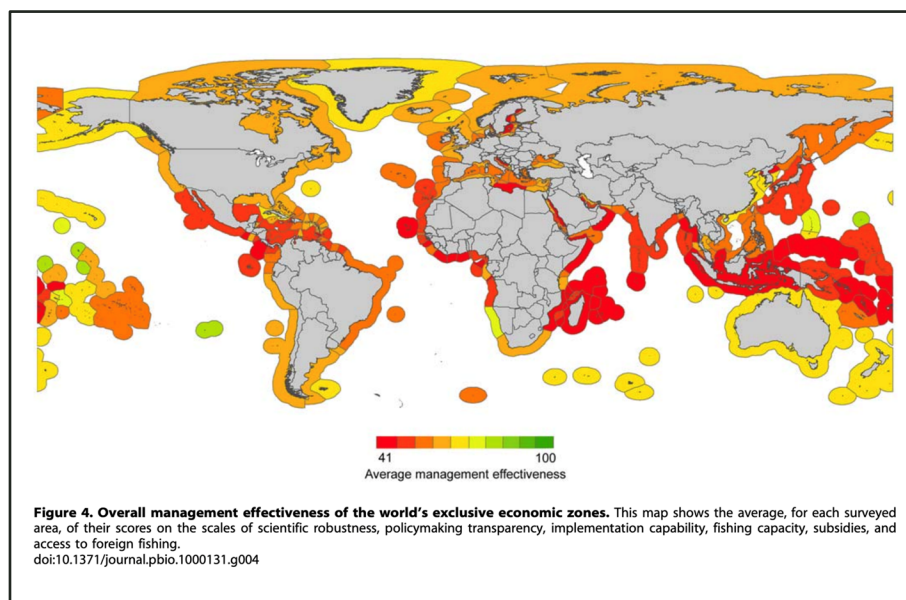 41 100
Average management effectiveness
Figure 4. Overall management effectiveness of the world's exclusive economic zones. This map shows the average, for each surveyed
area, of their scores on the scales of scientific robustness, policymaking transparency, implementation capability, fishing capacity, subsidies, and
access to foreign fishing.
doi:10.1371/journal.pbio.1000131.g004